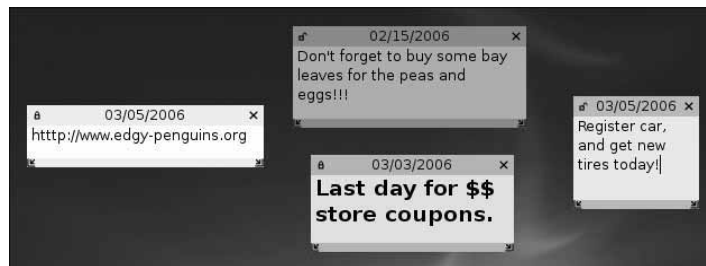 02/15/2006
Don't forget to buy some bay
leaves for the peas and
eggs!!!
03/05/2006
htttp://www.edgy-penguins.org
03/05/2006
Register car,
and get new
tires today!
03/03/2006
Last day for $$
store coupons.